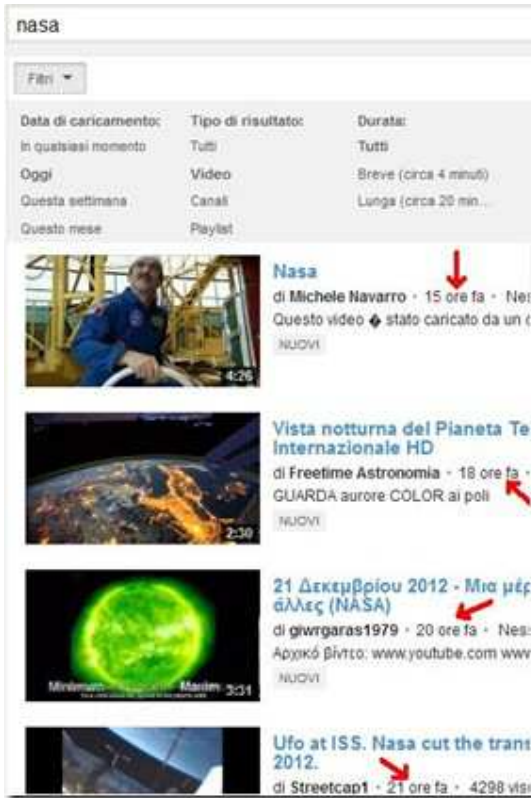 nasa
Filtri
Data di caricamento: Tipo di risultato: Durata:
In qualsiasi momento Tutti Tutti
Oggi Video Breve (circa 4 minuti)
Questa settimana Canali Lunga (circa 20 min...
Questo mese Playlist
Nasa
di Michele Navarro · 15 ore fa · Nes
Questo video � stato caricato da un
NUOVI
4:26
Vista notturna del Pianeta Te
Internazionale HD
di Freetime Astronomia · 18 ore fa ·
GUARDA aurore COLOR ai poli
NUOVI
2:30
21 Δεκεμβρίου 2012 - Μια μέρ
άλλες (NASA)
di giwrgaras1979 · 20 ore fa · Nes
Αρχικό βίντεο: www.youtube.com www
NUOVI
3:31
Ufo at ISS. Nasa cut the trans
2012.
di Streetcap1 · 21 ore fa · 4298 vis